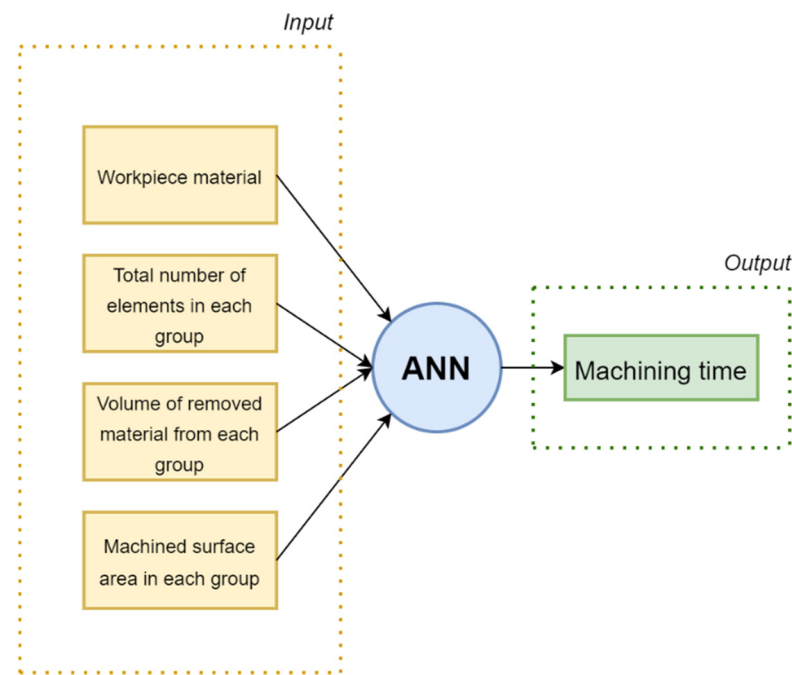 Input
Workpiece material
Total number of
elements in each
group
Volume of removed
material from each
group
Machined surface
area in each group
ANN
Output
Machining time